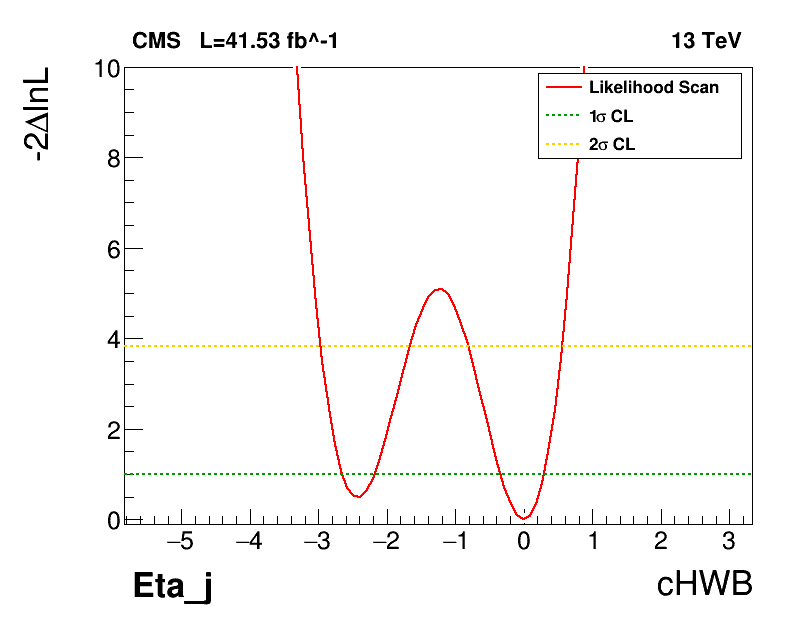 CMS L=41.53 fb^-1 13 TeV
-2ΔlnL
10
8
6
4
2
0
Likelihood Scan
1σ CL
2σ CL
−5 −4 −3 −2 −1 0 1 2 3
Eta_j cHWB